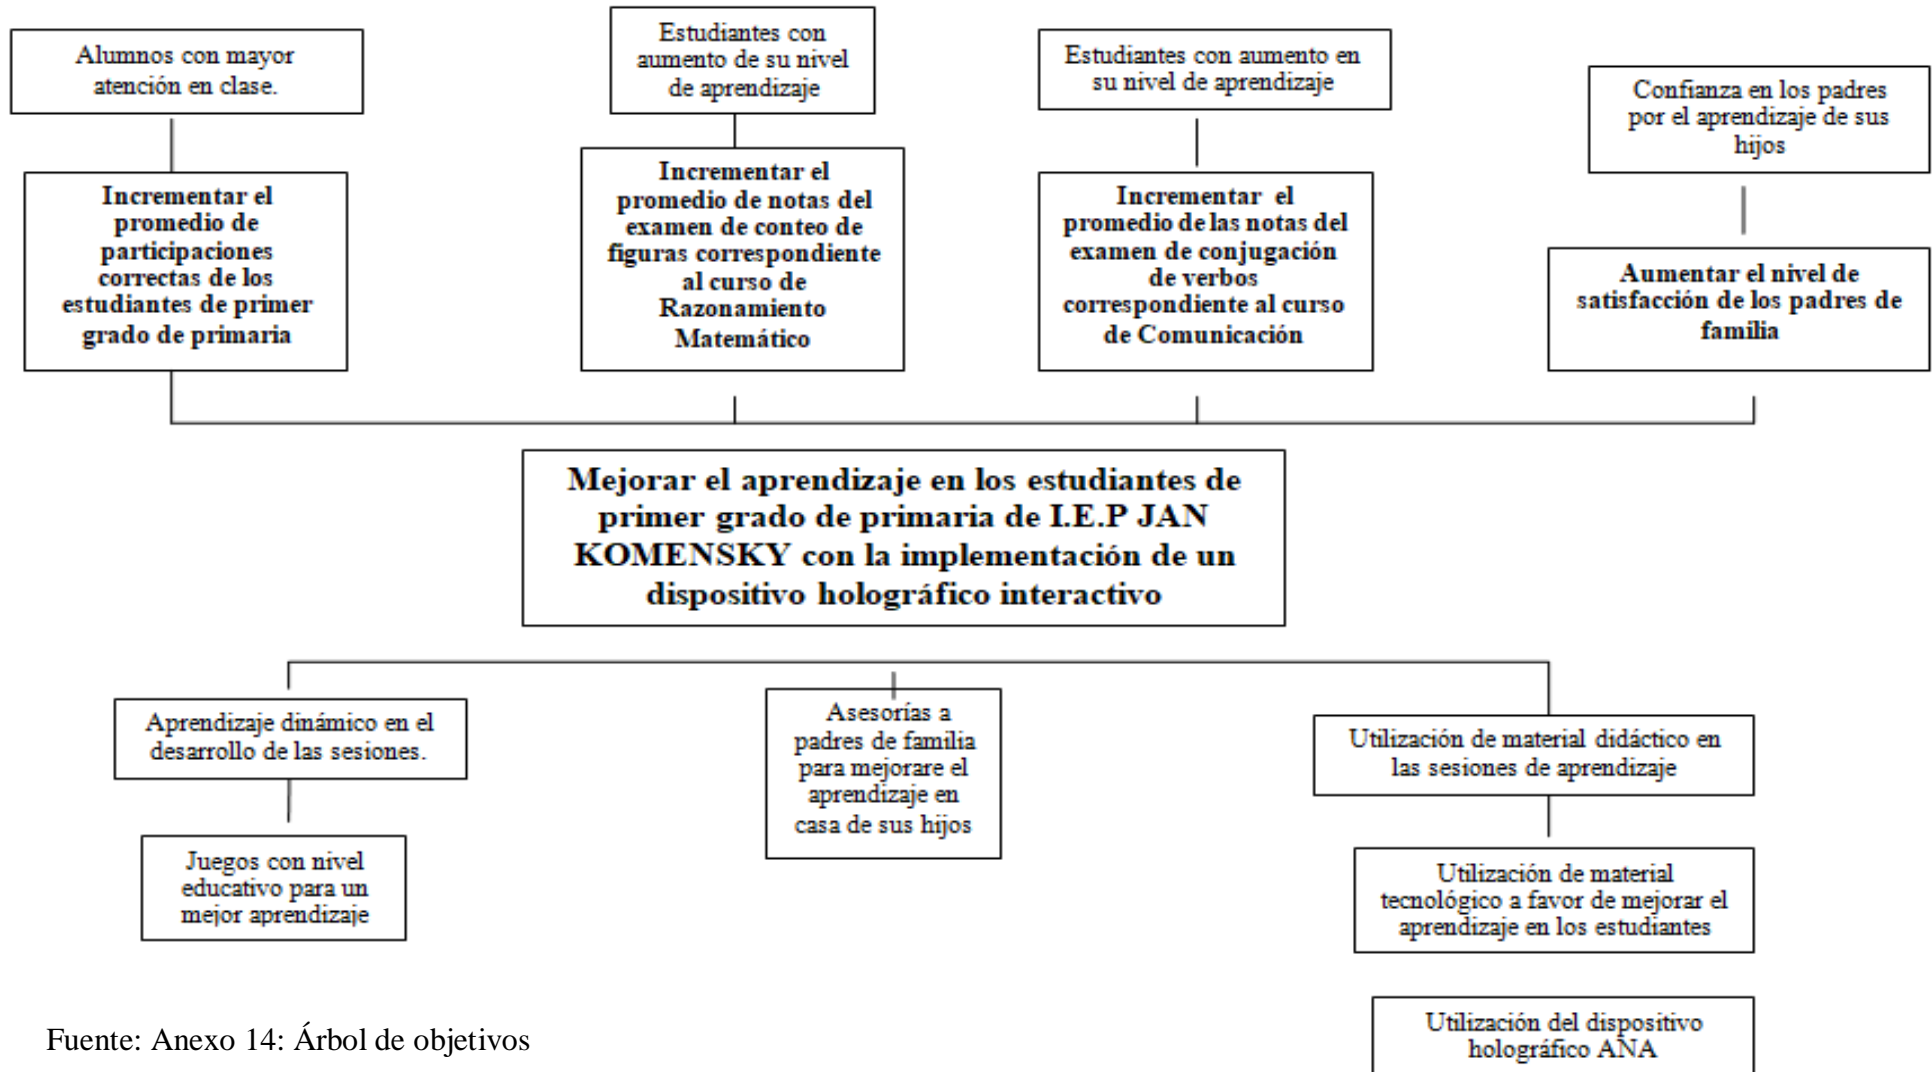 Alumnos con mayor
atención en clase.
Estudiantes con
aumento de su nivel
de aprendizaje
Estudiantes con aumento en
su nivel de aprendizaje
Confianza en los padres
por el aprendizaje de sus
hijos
Incrementar el
promedio de
participaciones
correctas de los
estudiantes de primer
grado de primaria
Incrementar el
promedio de notas del
examen de conteo de
figuras correspondiente
al curso de
Razonamiento
Matemático
Incrementar el
promedio de las notas del
examen de conjugación
de verbos
correspondiente al curso
de Comunicación
Aumentar el nivel de
satisfacción de los padres de
familia
Mejorar el aprendizaje en los estudiantes de
primer grado de primaria de I.E.P JAN
KOMENSKY con la implementación de un
dispositivo holográfico interactivo
Aprendizaje dinámico en el
desarrollo de las sesiones.
Asesorías a
padres de familia
para mejorare el
aprendizaje en
casa de sus hijos
Utilización de material didáctico en
las sesiones de aprendizaje
Juegos con nivel
educativo para un
mejor aprendizaje
Utilización de material
tecnológico a favor de mejorar el
aprendizaje en los estudiantes
Utilización del dispositivo
holográfico ANA
Fuente: Anexo 14: Árbol de objetivos